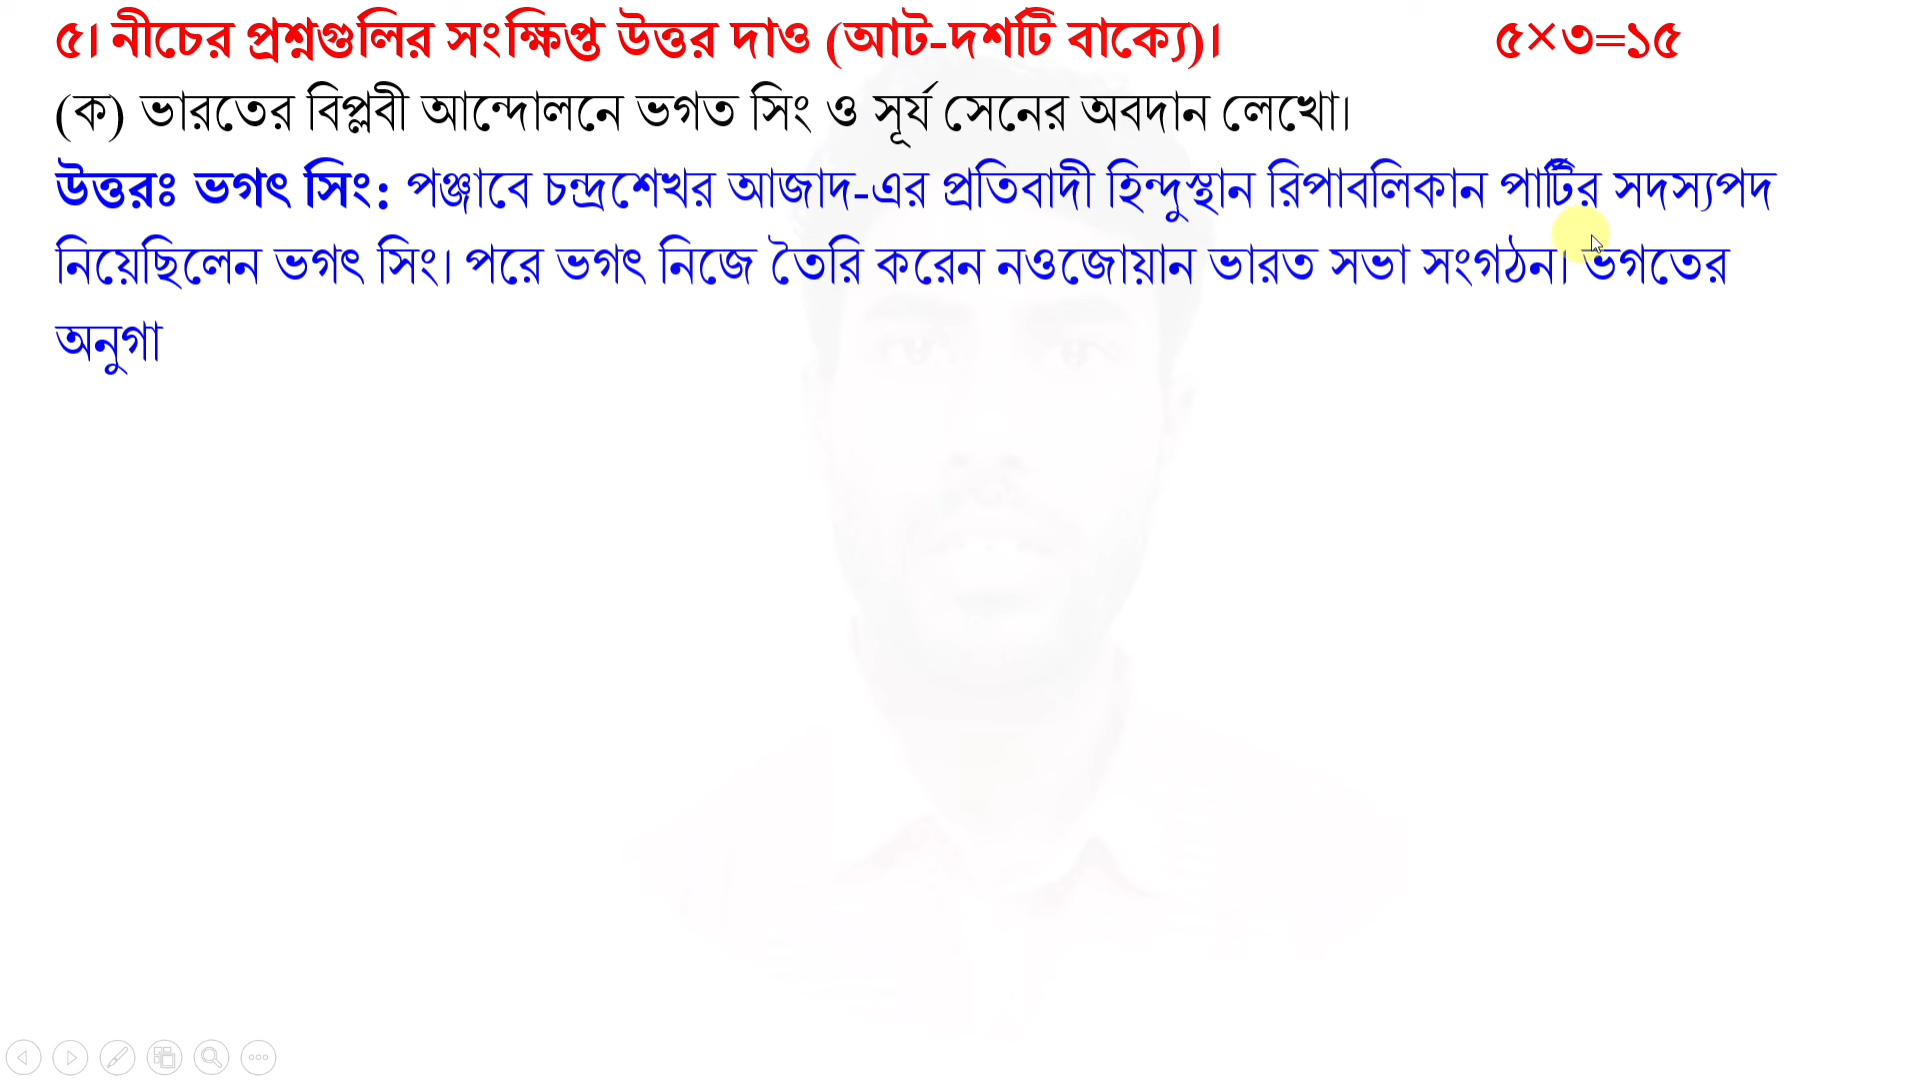 ৫। নীচের প্রশ্নগুলির সংক্ষিপ্ত উত্তর দাও (আট-দশটি বাক্যে)। ৫×৩=১৫
(ক) ভারতের বিপ্লবী আন্দোলনে ভগত সিং ও সূর্য সেনের অবদান লেখো।
উত্তরঃ ভগৎ সিং: পঞ্জাবে চন্দ্রশেখর আজাদ-এর প্রতিবাদী হিন্দুস্থান রিপাবলিকান পার্টির সদস্যপদ
নিয়েছিলেন ভগৎ সিং। পরে ভগৎ নিজে তৈরি করেন নওজোয়ান ভারত সভা সংগঠন। ভগতের
অনুগা